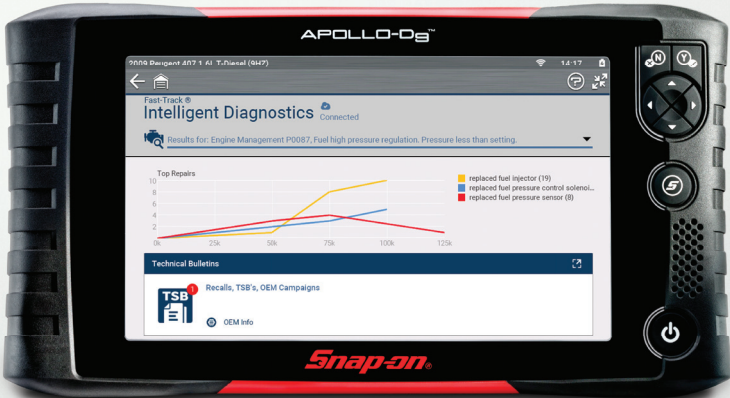 APOLLO-D9™
2009 Peugeot 407 1.6L T-Diesel (9HZ)
14:17
N
Y
Fast-Track ®
Intelligent Diagnostics
Connected
Results for: Engine Management P0087, Fuel high pressure regulation. Pressure less than setting.
Top Repairs
10
8
6
4
2
0k
25k
50k
75k
100k
125k
replaced fuel injector (19)
replaced fuel pressure control solenoi...
replaced fuel pressure sensor (8)
S
Technical Bulletins
TSB
1
Recalls, TSB's, OEM Campaigns
OEM Info
Snap-on®